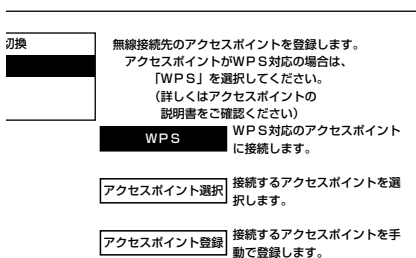 切換
無線接続先のアクセスポイントを登録します。
アクセスポイントがWPS対応の場合は、
「WPS」を選択してください。
(詳しくはアクセスポイントの
説明書をご確認ください)
WPS
WPS対応のアクセスポイント
に接続します。
アクセスポイント選択
接続するアクセスポイントを選
択します。
アクセスポイント登録
接続するアクセスポイントを手
動で登録します。